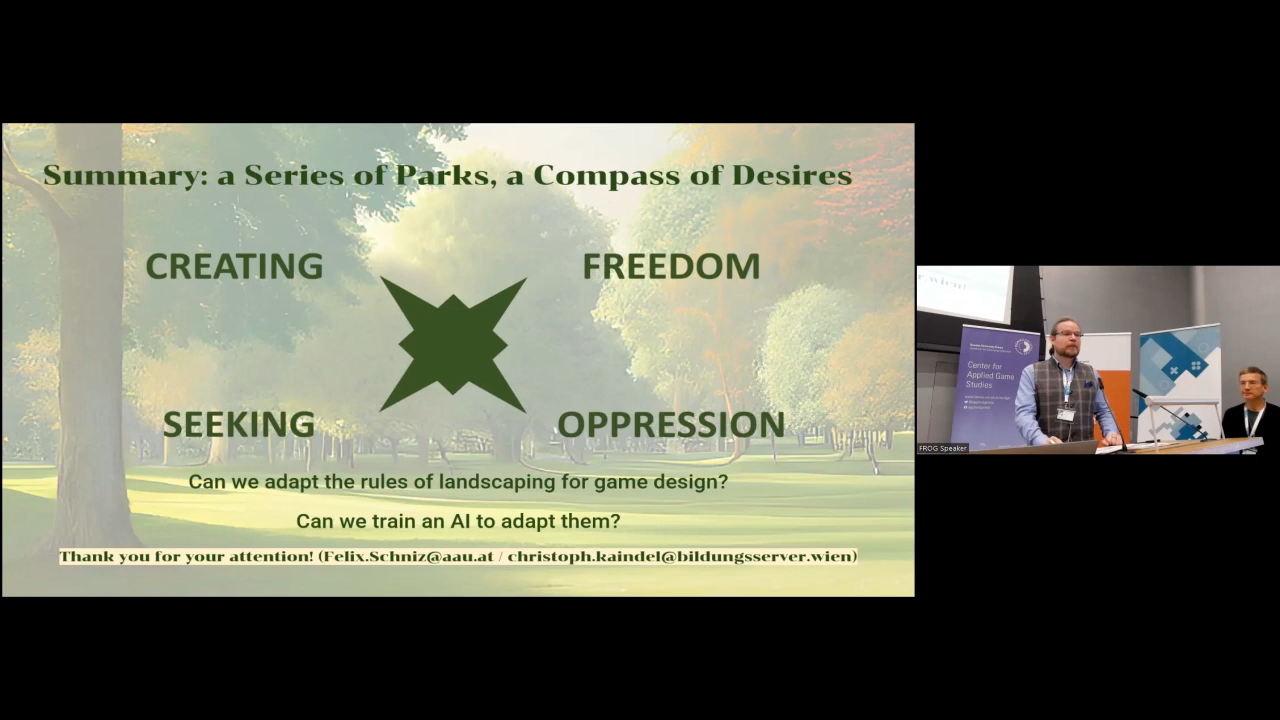 Summary: a Series of Parks, a Compass of Desires
CREATING
FREEDOM
SEEKING
OPPRESSION
Can we adapt the rules of landscaping for game design?
Can we train an AI to adapt them?
Thank you for your attention! (Felix.Schniz@aau.at / christoph.kaindel@bildungsserver.wien)
Center for
Applied Game
Studies
FROG Speaker